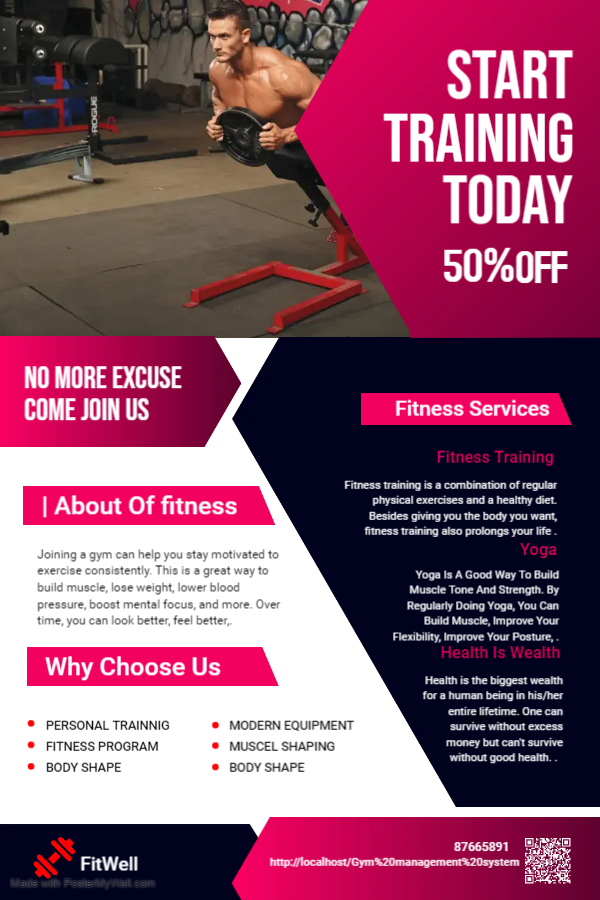 ROGUE
START
TRAINING
TODAY
50%OFF
NO MORE EXCUSE
COME JOIN US
Fitness Services
Fitness Training
Fitness training is a combination of regular
physical exercises and a healthy diet.
Besides giving you the body you want,
fitness training also prolongs your life .
Yoga
Yoga Is A Good Way To Build
Muscle Tone And Strength. By
Regularly Doing Yoga, You Can
Build Muscle, Improve Your
Flexibility, Improve Your Posture, .
Health Is Wealth
Health is the biggest wealth
for a human being in his/her
entire lifetime. One can
survive without excess
money but can't survive
without good health. .
| About Of fitness
Joining a gym can help you stay motivated to
exercise consistently. This is a great way to
build muscle, lose weight, lower blood
pressure, boost mental focus, and more. Over
time, you can look better, feel better,.
Why Choose Us
PERSONAL TRAINNIG
FITNESS PROGRAM
BODY SHAPE
MODERN EQUIPMENT
MUSCEL SHAPING
BODY SHAPE
FitWell
Made with PosterMyWall.com
87665891
http://localhost/Gym%20management%20system